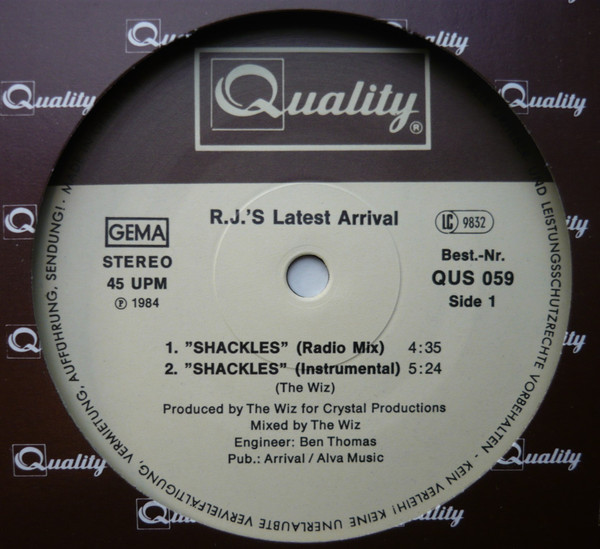 Quality
Quality
Quality
Quality
Quality®
R.J.'S Latest Arrival
GEMA
STEREO
45 UPM
Ⓟ 1984
LC 9832
Best.-Nr.
QUS 059
Side 1
1. "SHACKLES" (Radio Mix) 4:35
2. "SHACKLES" (Instrumental) 5:24
(The Wiz)
Produced by The Wiz for Crystal Productions
Mixed by The Wiz
Engineer: Ben Thomas
Pub.: Arrival / Alva Music
LEISTUNGSSCHUTZRECHTE VORBEHALTEN - KEIN VERLEIH! KEINE UNERLAUBTE VERVIELFÄLTIGUNG, VERMIETUNG, AUFFÜHRUNG, SENDUNG! -
Quality
Quality
Quality
Quality
Quality
Quality